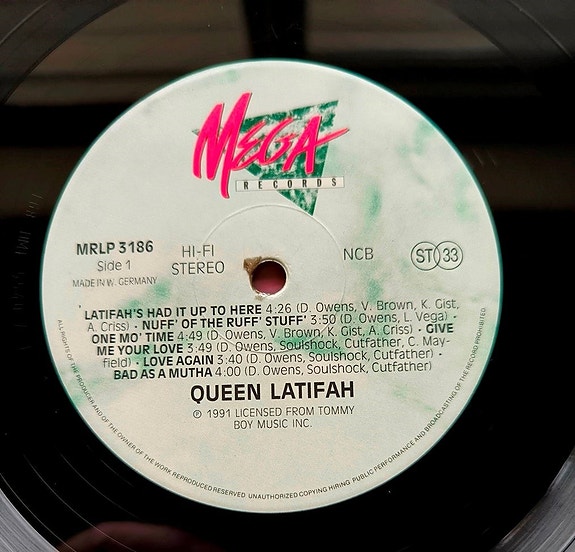 MEGA
RECORDS
MRLP 3186
Side 1
MADE IN W. GERMANY
HI-FI
STEREO
NCB
ST 33
LATIFAH'S HAD IT UP TO HERE 4:26 (D. Owens, V. Brown, K. Gist,
A. Criss) · NUFF' OF THE RUFF' STUFF' 3:50 (D. Owens, L. Vega) ·
ONE MO' TIME 4:49 (D. Owens, V. Brown, K. Gist, A. Criss) · GIVE
ME YOUR LOVE 3:49 (D. Owens, Soulshock, Cutfather, C. May-
field) · LOVE AGAIN 3:40 (D. Owens, Soulshock, Cutfather) ·
BAD AS A MUTHA 4:00 (D. Owens, Soulshock, Cutfather)
QUEEN LATIFAH
℗ 1991 LICENSED FROM TOMMY
BOY MUSIC INC.
ALL RIGHTS OF THE PRODUCER AND OF THE OWNER OF THE WORK REPRODUCED RESERVED UNAUTHORIZED COPYING HIRING PUBLIC PERFORMANCE AND BROADCASTING OF THE RECORD PROHIBITED